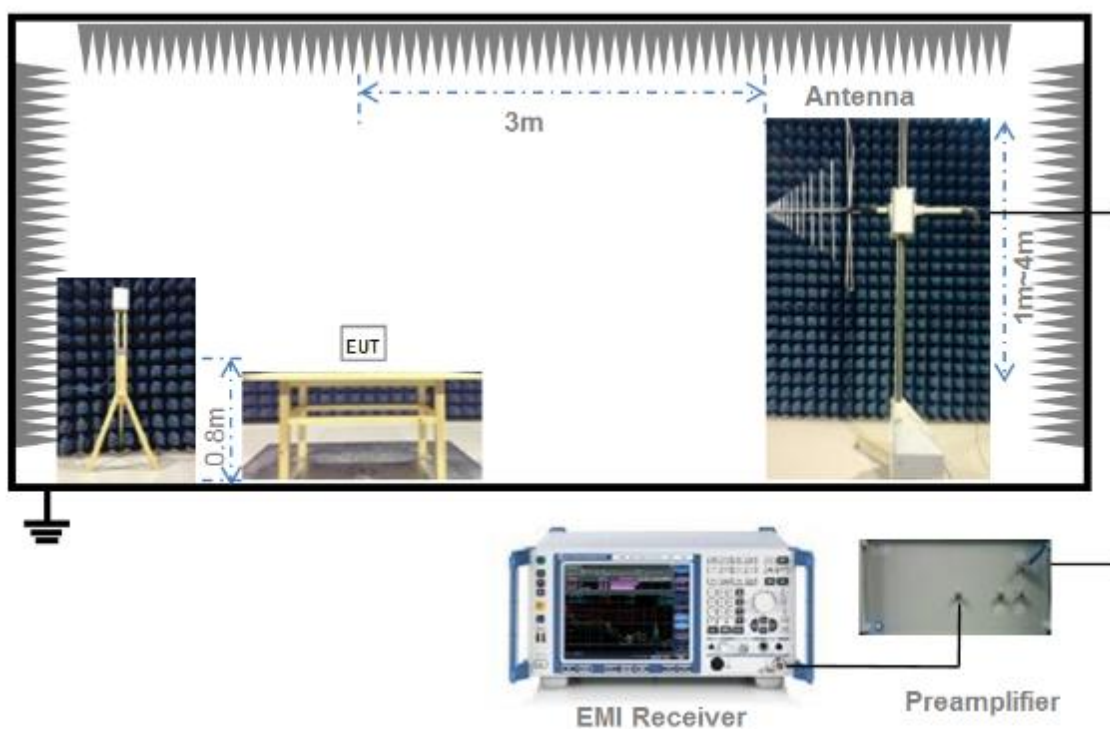 Antenna
3m
1m~4m
EUT
0.8m
EMI Receiver
Preamplifier